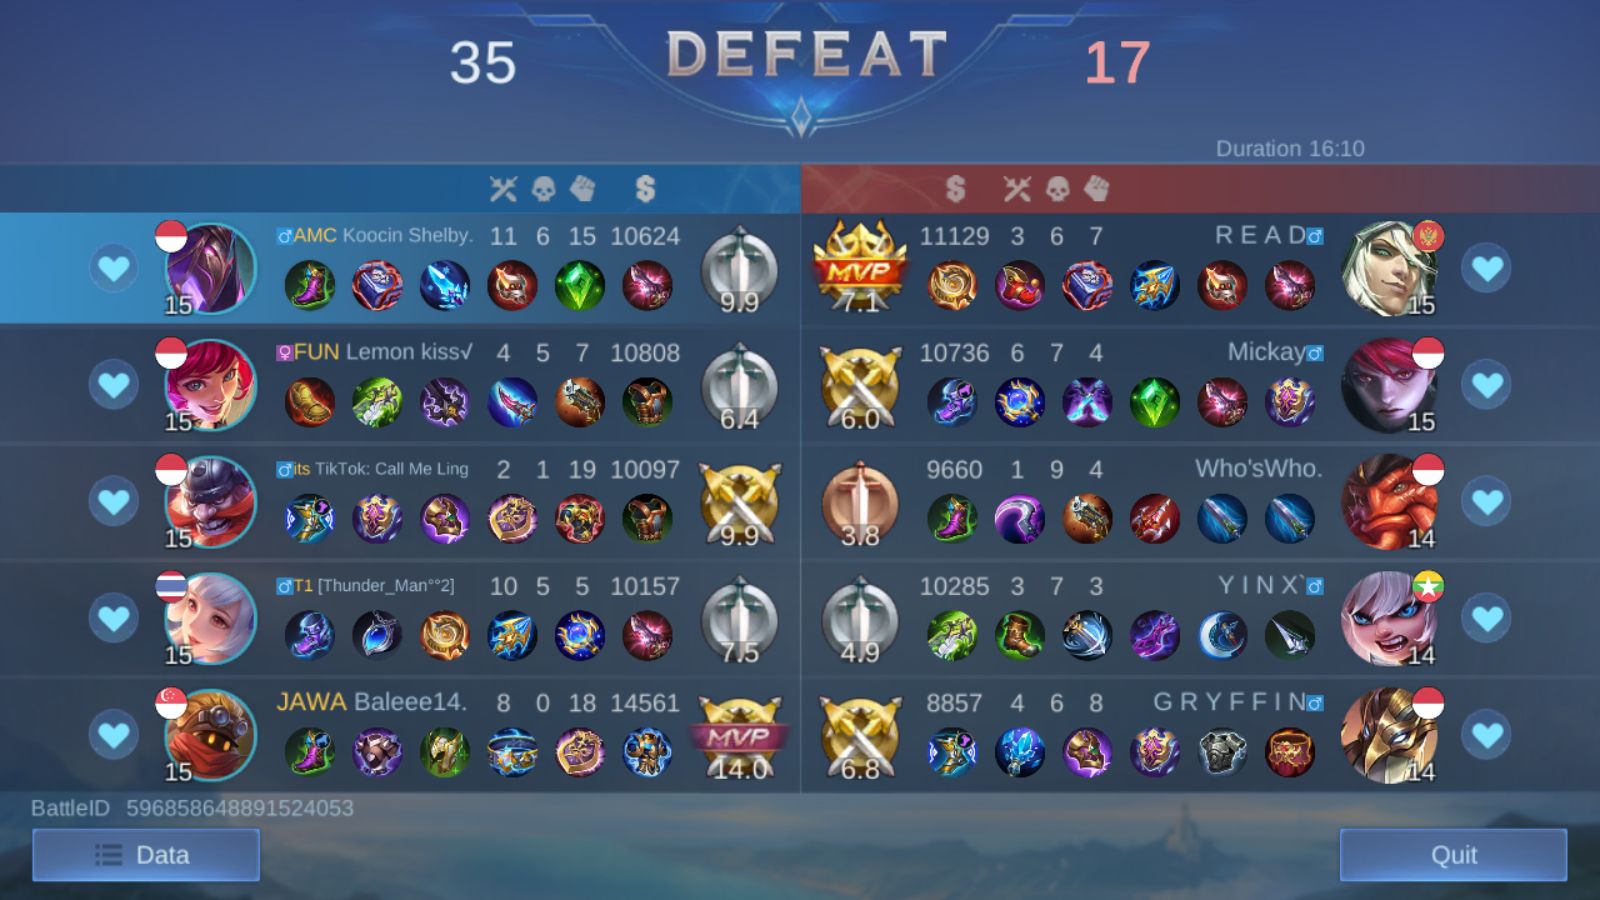 35 DEFEAT 17
Duration 16:10
AMC Koocin Shelby. 11 6 15 10624
15 9.9
MVP 7.1 11129 3 6 7 R E A D
15
FUN Lemon kiss√ 4 5 7 10808
15 6.4
6.0 10736 6 7 4 Mickay
15
its TikTok: Call Me Ling 2 1 19 10097
15 9.9
3.8 9660 1 9 4 Who'sWho.
14
T1 [Thunder_Man°°2] 10 5 5 10157
15 7.5
4.9 10285 3 7 3 Y I N X`
14
JAWA Baleee14. 8 0 18 14561
15 MVP 14.0
6.8 8857 4 6 8 G R Y F F I N
14
BattleID 596858648891524053
Data
Quit